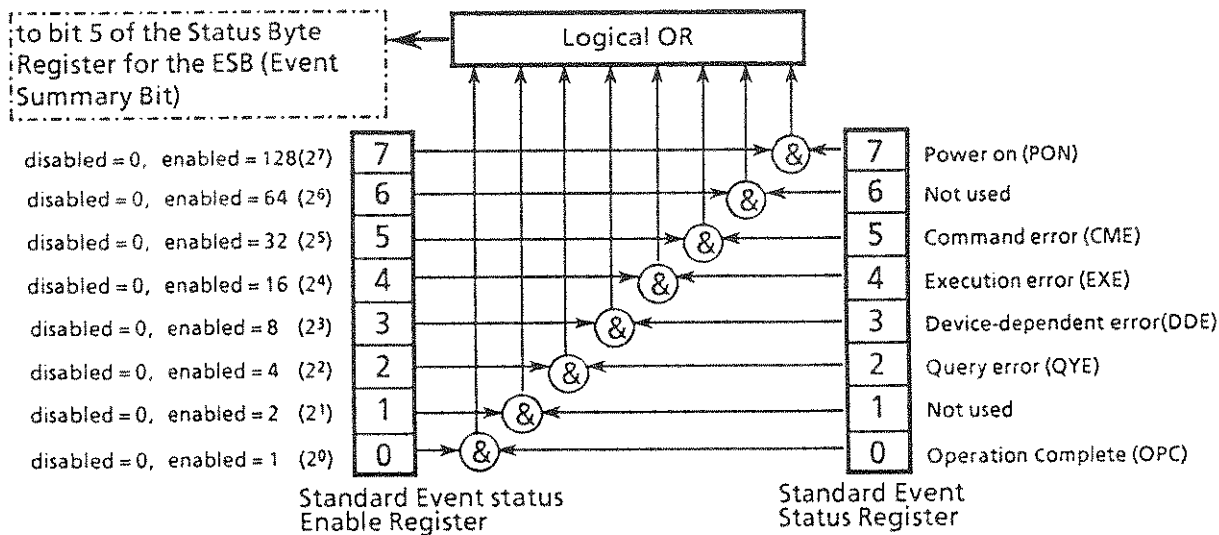 to bit 5 of the Status Byte
Register for the ESB (Event
Summary Bit)
Logical OR
disabled = 0, enabled = 128(2⁷) 7 & 7 Power on (PON)
disabled = 0, enabled = 64 (2⁶) 6 & 6 Not used
disabled = 0, enabled = 32 (2⁵) 5 & 5 Command error (CME)
disabled = 0, enabled = 16 (2⁴) 4 & 4 Execution error (EXE)
disabled = 0, enabled = 8 (2³) 3 & 3 Device-dependent error(DDE)
disabled = 0, enabled = 4 (2²) 2 & 2 Query error (QYE)
disabled = 0, enabled = 2 (2¹) 1 & 1 Not used
disabled = 0, enabled = 1 (2⁰) 0 & 0 Operation Complete (OPC)
Standard Event status
Enable Register
Standard Event
Status Register